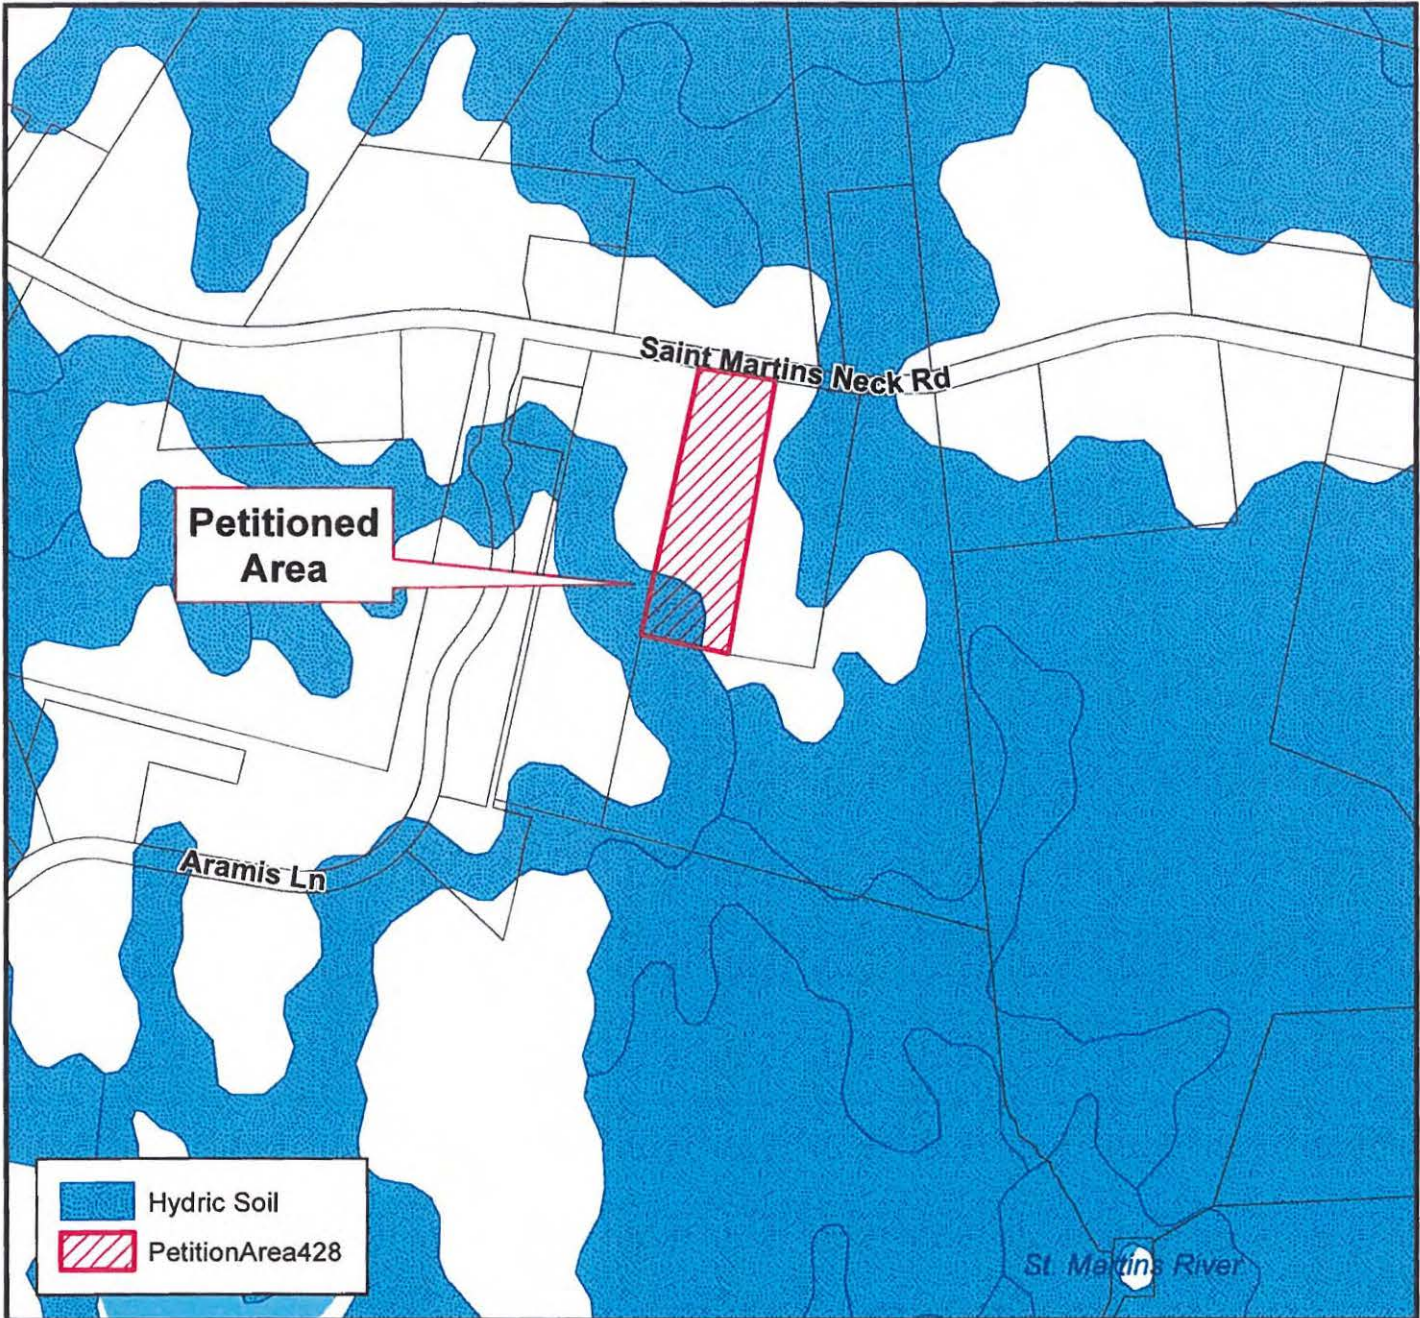 Saint Martins Neck Rd
Petitioned
Area
Aramis Ln
Hydric Soil
PetitionArea428
St. Martins River